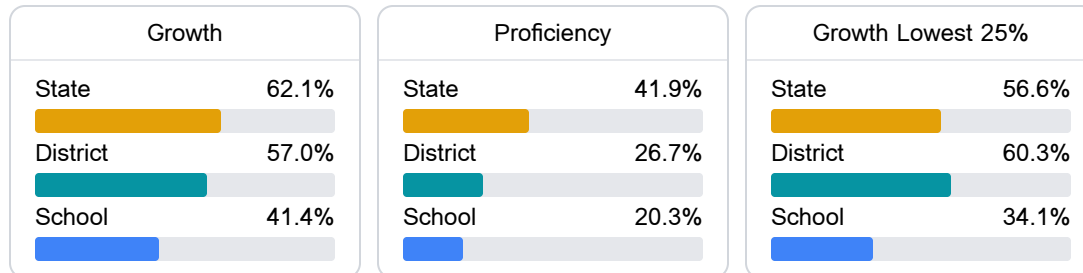 Growth
State 62.1%
District 57.0%
School 41.4%
Proficiency
State 41.9%
District 26.7%
School 20.3%
Growth Lowest 25%
State 56.6%
District 60.3%
School 34.1%